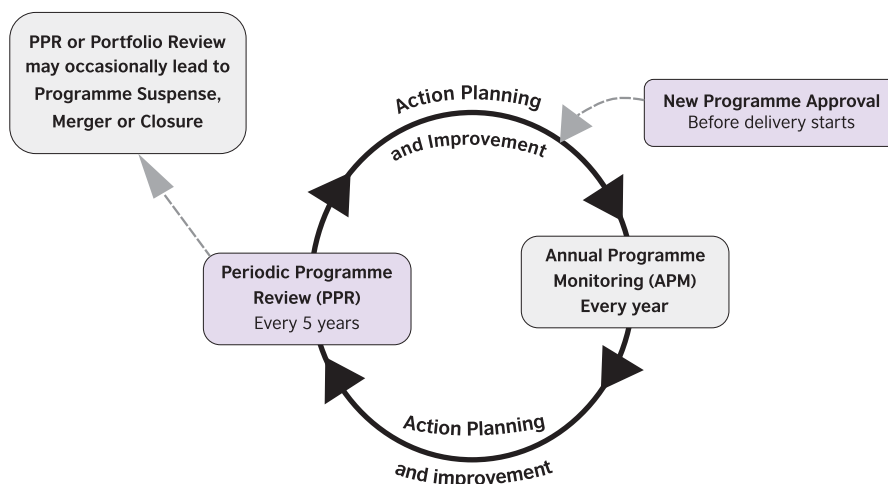 PPR or Portfolio Review
may occasionally lead to
Programme Suspense,
Merger or Closure
Action Planning
and Improvement
New Programme Approval
Before delivery starts
Periodic Programme
Review (PPR)
Every 5 years
Annual Programme
Monitoring (APM)
Every year
Action Planning
and improvement